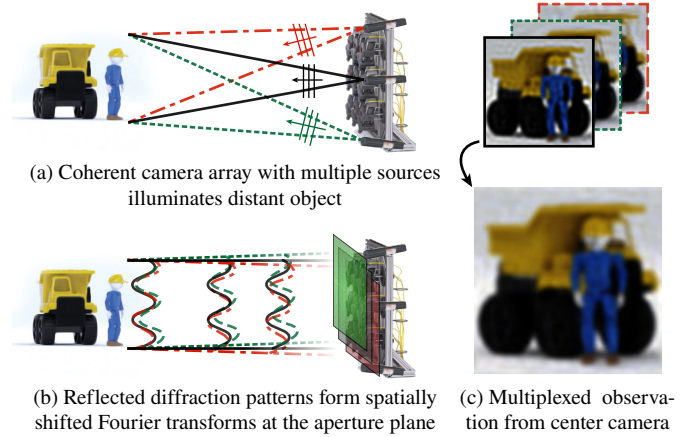 (a) Coherent camera array with multiple sources
illuminates distant object
(b) Reflected diffraction patterns form spatially
shifted Fourier transforms at the aperture plane
(c) Multiplexed observa-
tion from center camera